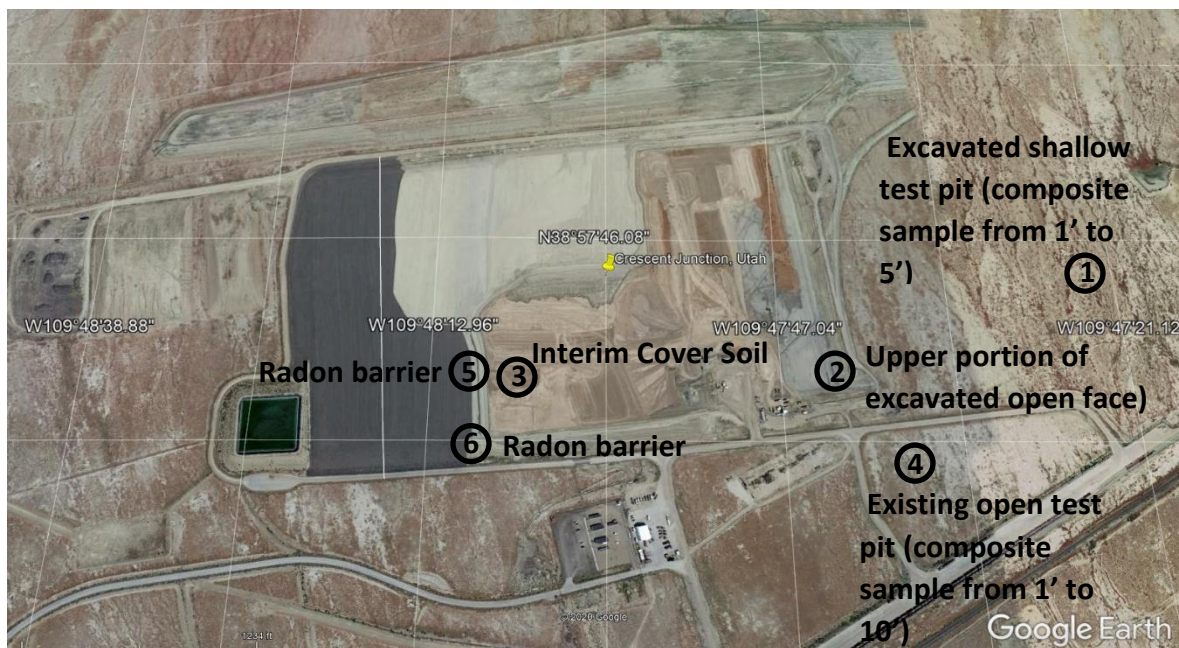 Excavated shallow
test pit (composite
sample from 1' to
5')
1
N38°57'46.08"
Crescent Junction, Utah
W109°48'38.88"
W109°48'12.96"
W109°47'47.04"
W109°47'21.12
Radon barrier 5
3 Interim Cover Soil
2 Upper portion of
excavated open face)
6 Radon barrier
4
Existing open test
pit (composite
sample from 1' to
10')
1234 ft
© 2020 Google
Google Earth